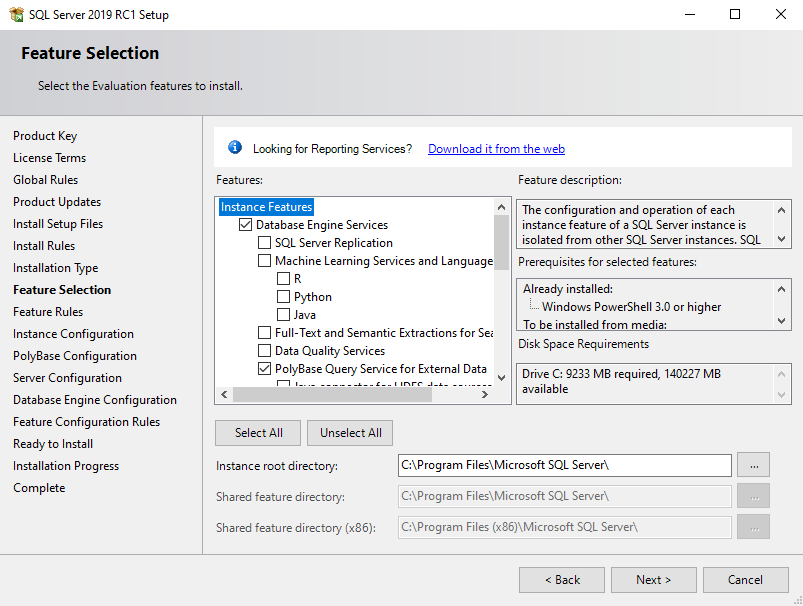 SQL Server 2019 RC1 Setup
Feature Selection
Select the Evaluation features to install.
Product Key
License Terms
Global Rules
Product Updates
Install Setup Files
Install Rules
Installation Type
Feature Selection
Feature Rules
Instance Configuration
PolyBase Configuration
Server Configuration
Database Engine Configuration
Feature Configuration Rules
Ready to Install
Installation Progress
Complete
Looking for Reporting Services? Download it from the web
Features:
Instance Features
Database Engine Services
SQL Server Replication
Machine Learning Services and Language
R
Python
Java
Full-Text and Semantic Extractions for Sea
Data Quality Services
PolyBase Query Service for External Data
Java connector for HDFS data sources
Feature description:
The configuration and operation of each
instance feature of a SQL Server instance is
isolated from other SQL Server instances. SQL
Prerequisites for selected features:
Already installed:
Windows PowerShell 3.0 or higher
To be installed from media:
Disk Space Requirements
Drive C: 9233 MB required, 140227 MB
available
Select All
Unselect All
Instance root directory:
C:\Program Files\Microsoft SQL Server\
...
Shared feature directory:
C:\Program Files\Microsoft SQL Server\
...
Shared feature directory (x86):
C:\Program Files (x86)\Microsoft SQL Server\
...
< Back
Next >
Cancel